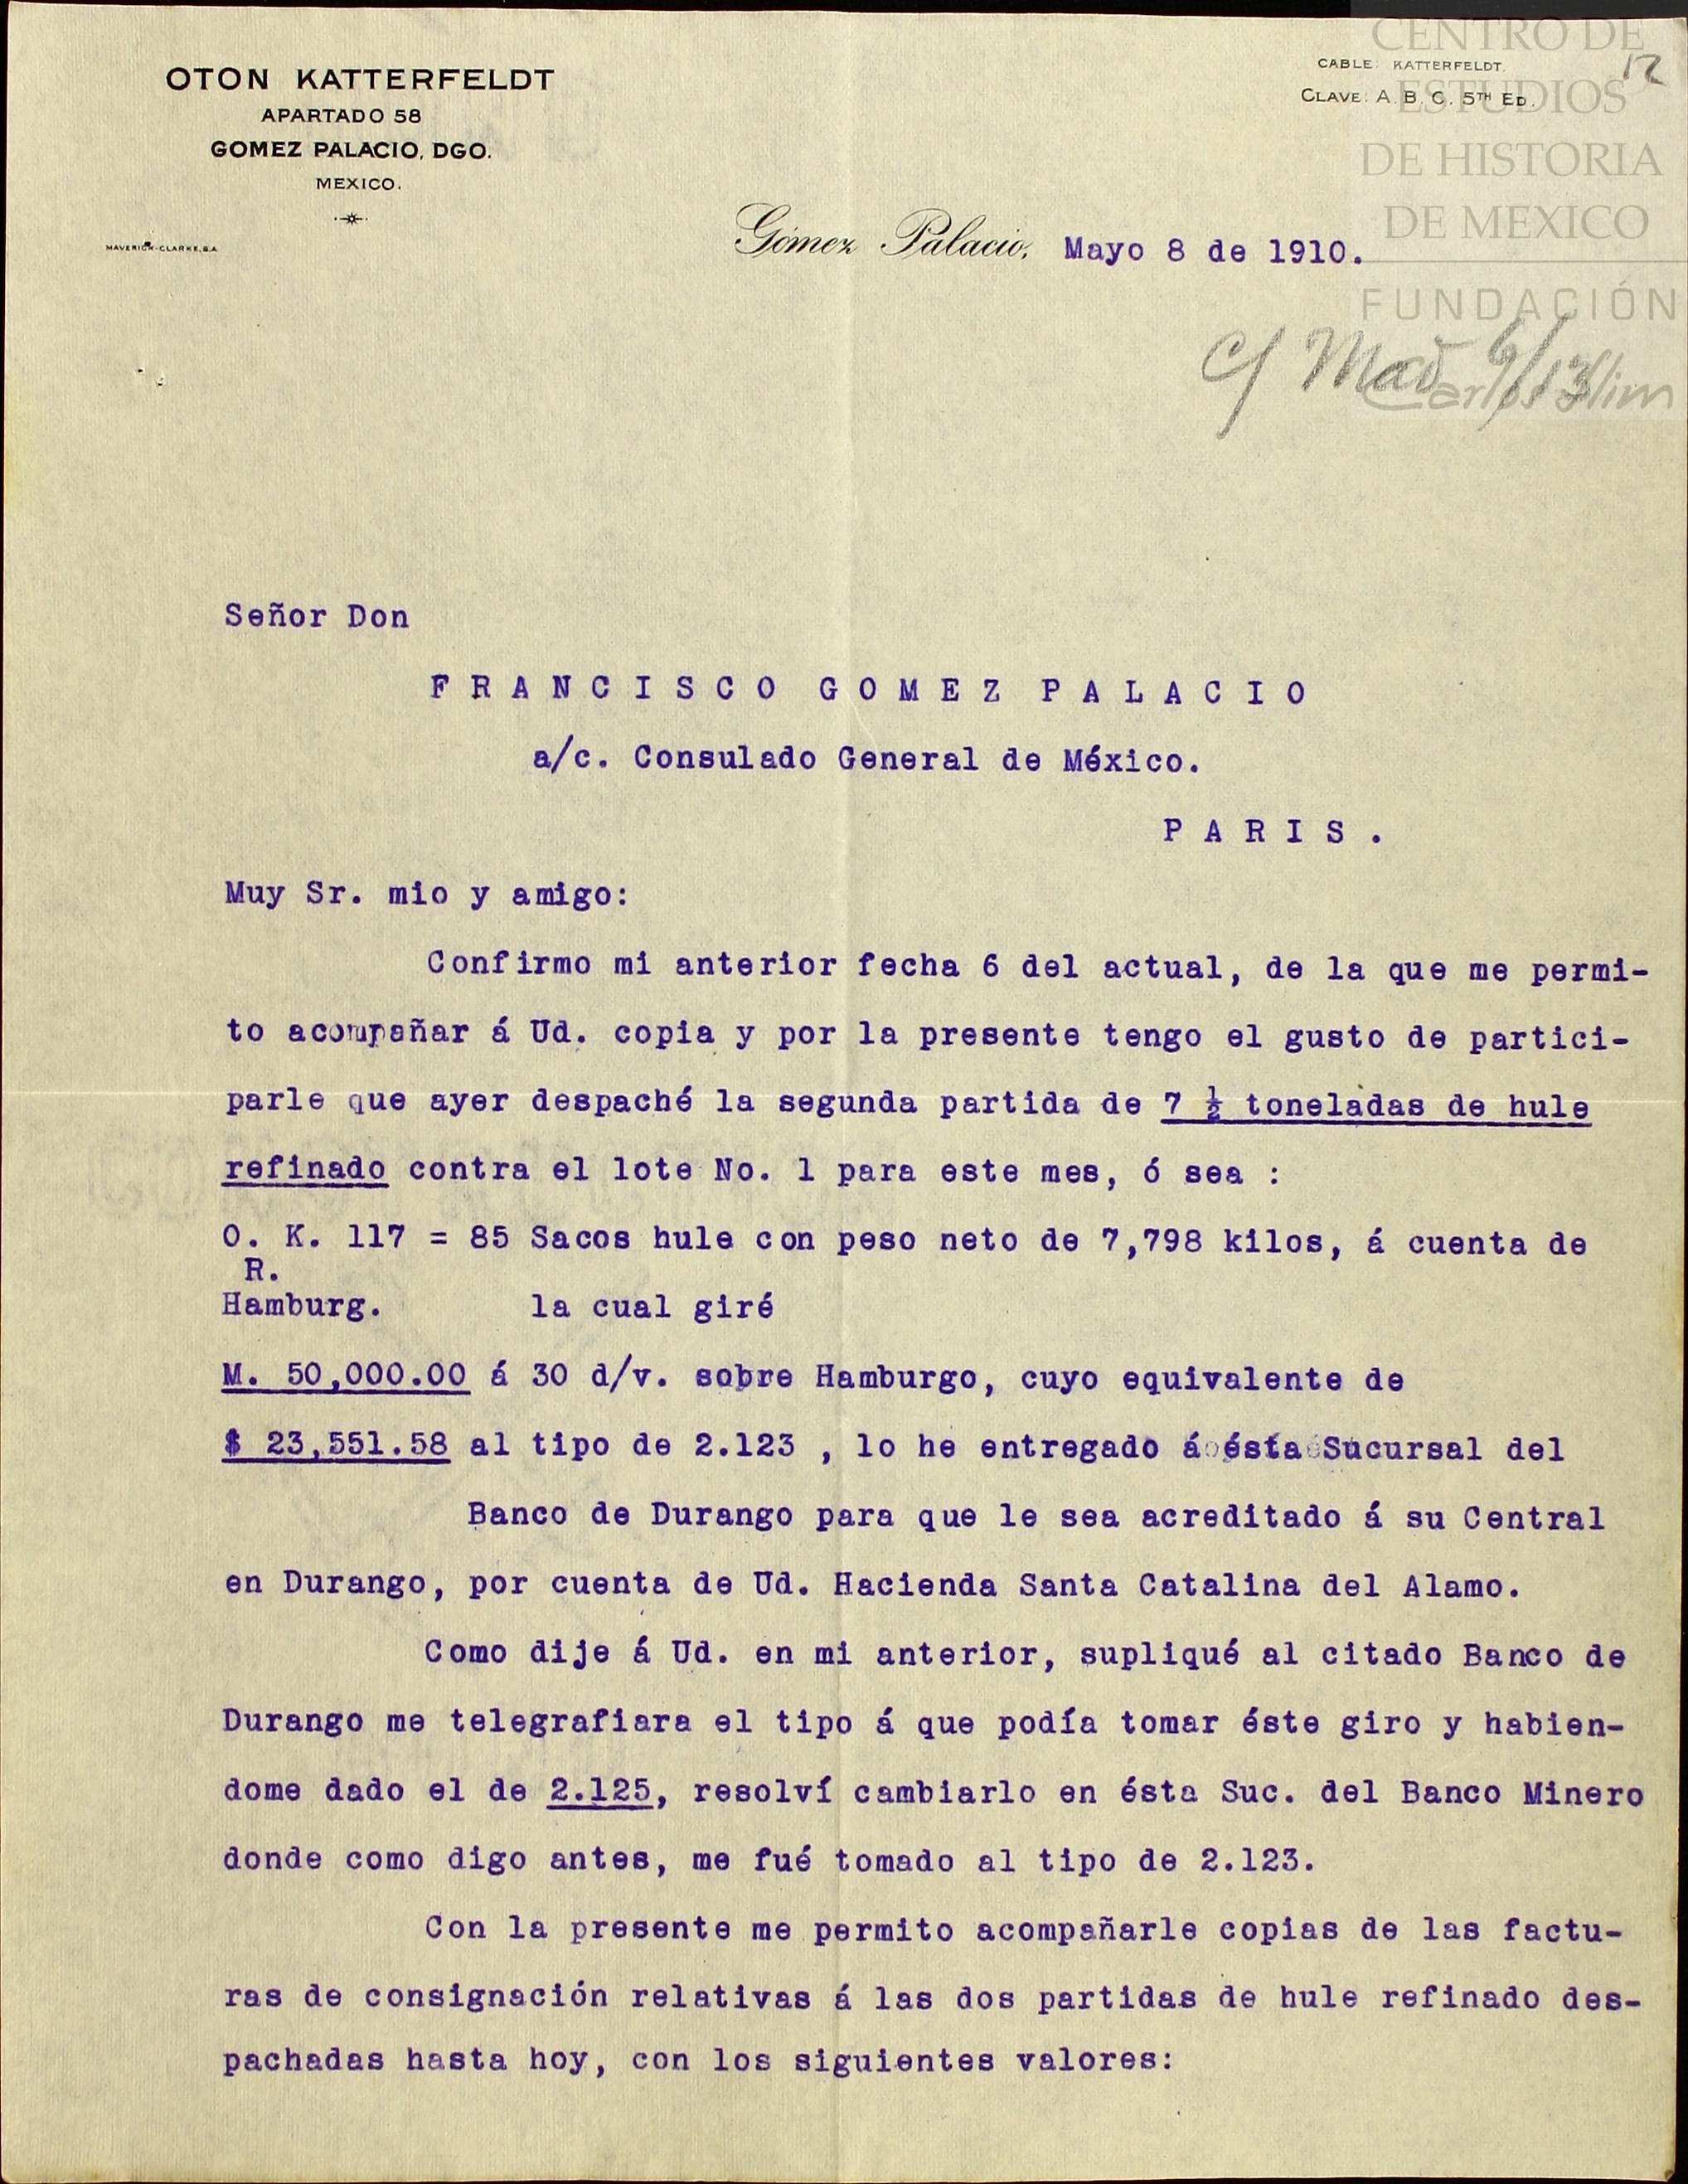 OTON KATTERFELDT
APARTADO 58
GOMEZ PALACIO, DGO.
MEXICO.
MAVERICK-CLARKE, S.A.
CABLE: KATTERFELDT.
CLAVE: A. B. C. 5TH ED.
12
CENTRO DE
ESTUDIOS
DE HISTORIA
DE MEXICO
FUNDACIÓN
Carlos Slim
Gómez Palacio, Mayo 8 de 1910.
c/ 6/13
Señor Don
FRANCISCO GOMEZ PALACIO
a/c. Consulado General de México.
PARIS.
Muy Sr. mio y amigo:
Confirmo mi anterior fecha 6 del actual, de la que me permi-
to acompañar á Ud. copia y por la presente tengo el gusto de partici-
parle que ayer despaché la segunda partida de 7 ½ toneladas de hule
refinado contra el lote No. 1 para este mes, ó sea :
O. K. 117 = 85 Sacos hule con peso neto de 7,798 kilos, á cuenta de
R.
Hamburg. la cual giré
M. 50,000.00 á 30 d/v. sobre Hamburgo, cuyo equivalente de
$ 23,551.58 al tipo de 2.123 , lo he entregado á ésta Sucursal del
Banco de Durango para que le sea acreditado á su Central
en Durango, por cuenta de Ud. Hacienda Santa Catalina del Alamo.
Como dije á Ud. en mi anterior, supliqué al citado Banco de
Durango me telegrafiara el tipo á que podía tomar éste giro y habien-
dome dado el de 2.125, resolví cambiarlo en ésta Suc. del Banco Minero
donde como digo antes, me fué tomado al tipo de 2.123.
Con la presente me permito acompañarle copias de las factu-
ras de consignación relativas á las dos partidas de hule refinado des-
pachadas hasta hoy, con los siguientes valores: